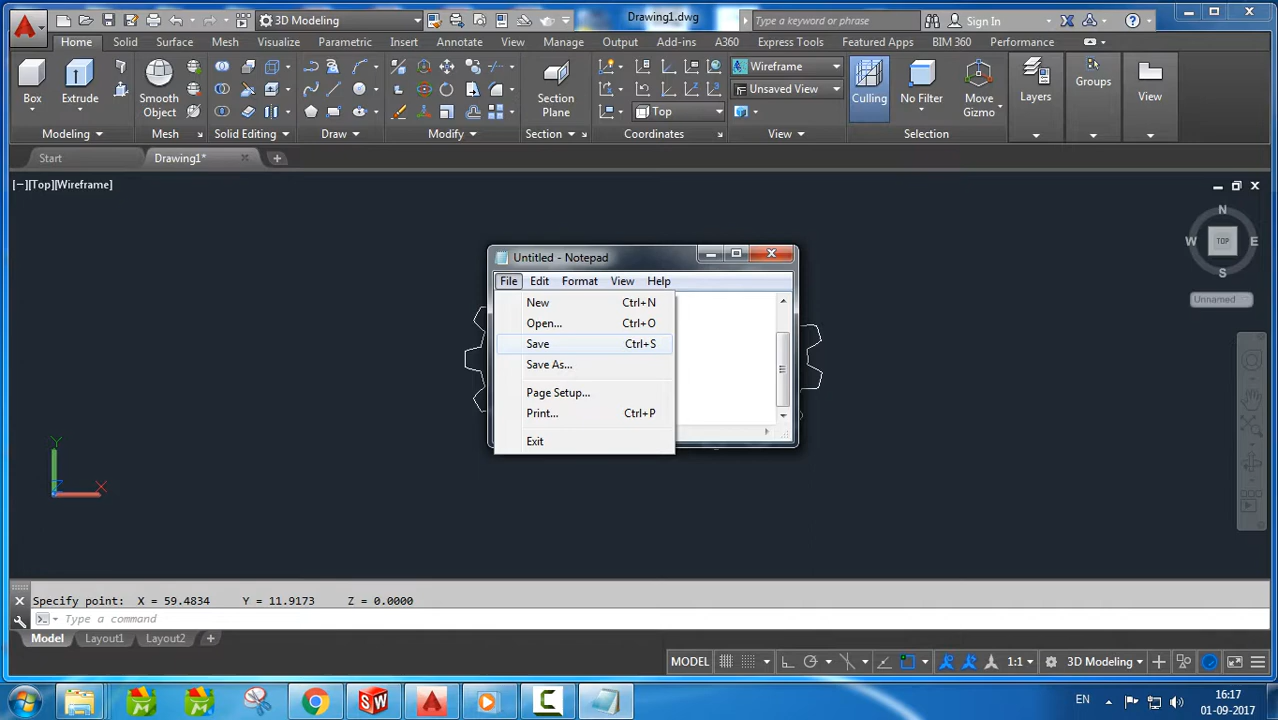 3D Modeling
Drawing1.dwg
Type a keyword or phrase
Sign In
Home Solid Surface Mesh Visualize Parametric Insert Annotate View Manage Output Add-ins A360 Express Tools Featured Apps BIM 360 Performance
Box
Extrude
Smooth
Object
Section
Plane
Top
Wireframe
Unsaved View
Culling
No Filter
Move
Gizmo
Layers
Groups
View
Modeling
Mesh
Solid Editing
Draw
Modify
Section
Coordinates
View
Selection
Start
Drawing1*
[−][Top][Wireframe]
N
W
TOP
E
S
Unnamed
Untitled - Notepad
File Edit Format View Help
New Ctrl+N
Open... Ctrl+O
Save Ctrl+S
Save As...
Page Setup...
Print... Ctrl+P
Exit
Y
X
Z
Specify point: X = 59.4834 Y = 11.9173 Z = 0.0000
Type a command
Model Layout1 Layout2
MODEL
1:1
3D Modeling
EN
16:17
01-09-2017